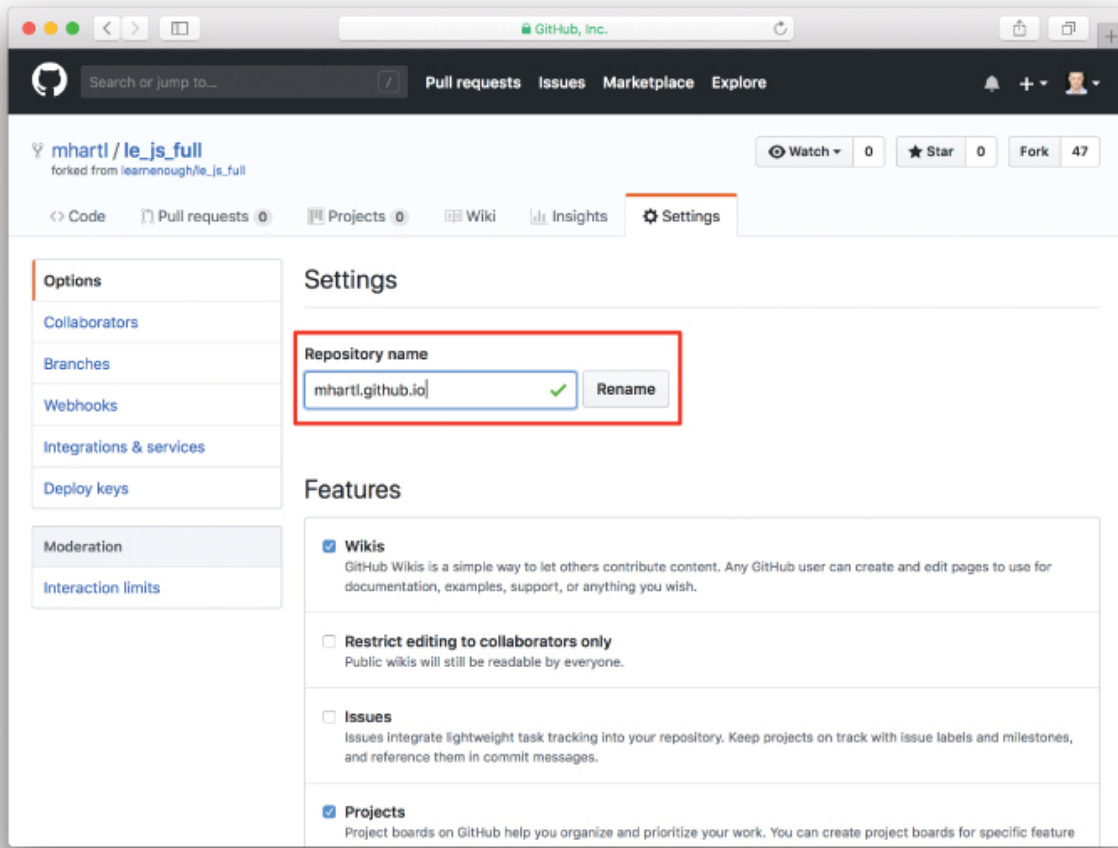 GitHub, Inc.
Search or jump to... /
Pull requests Issues Marketplace Explore
mhartl / le_js_full
forked from learnenough/le_js_full
Watch 0 Star 0 Fork 47
Code Pull requests 0 Projects 0 Wiki Insights Settings
Options
Collaborators
Branches
Webhooks
Integrations & services
Deploy keys
Moderation
Interaction limits
Settings
Repository name
mhartl.github.io Rename
Features
Wikis
GitHub Wikis is a simple way to let others contribute content. Any GitHub user can create and edit pages to use for
documentation, examples, support, or anything you wish.
Restrict editing to collaborators only
Public wikis will still be readable by everyone.
Issues
Issues integrate lightweight task tracking into your repository. Keep projects on track with issue labels and milestones,
and reference them in commit messages.
Projects
Project boards on GitHub help you organize and prioritize your work. You can create project boards for specific feature